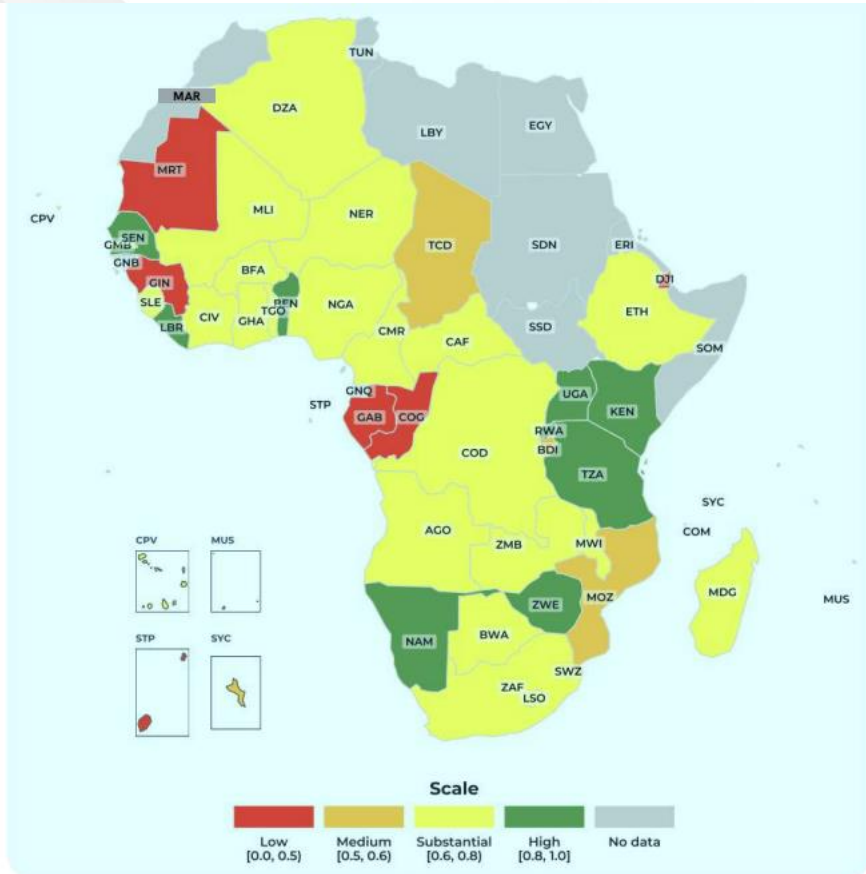 TUN
MAR
DZA
LBY
EGY
MRT
CPV
MLI
NER
TCD
SDN
ERI
SEN
GMB
GNB
GIN
BFA
DJI
SLE
BEN
NGA
TGO
ETH
LBR
CIV
GHA
CMR
SSD
CAF
SOM
GNQ
UGA
STP
GAB
COG
KEN
RWA
COD
BDI
TZA
SYC
AGO
COM
CPV
MUS
ZMB
MWI
MDG
MOZ
MUS
ZWE
STP
SYC
NAM
BWA
SWZ
ZAF
LSO
Scale
Low
[0.0, 0.5)
Medium
[0.5, 0.6)
Substantial
[0.6, 0.8)
High
[0.8, 1.0]
No data